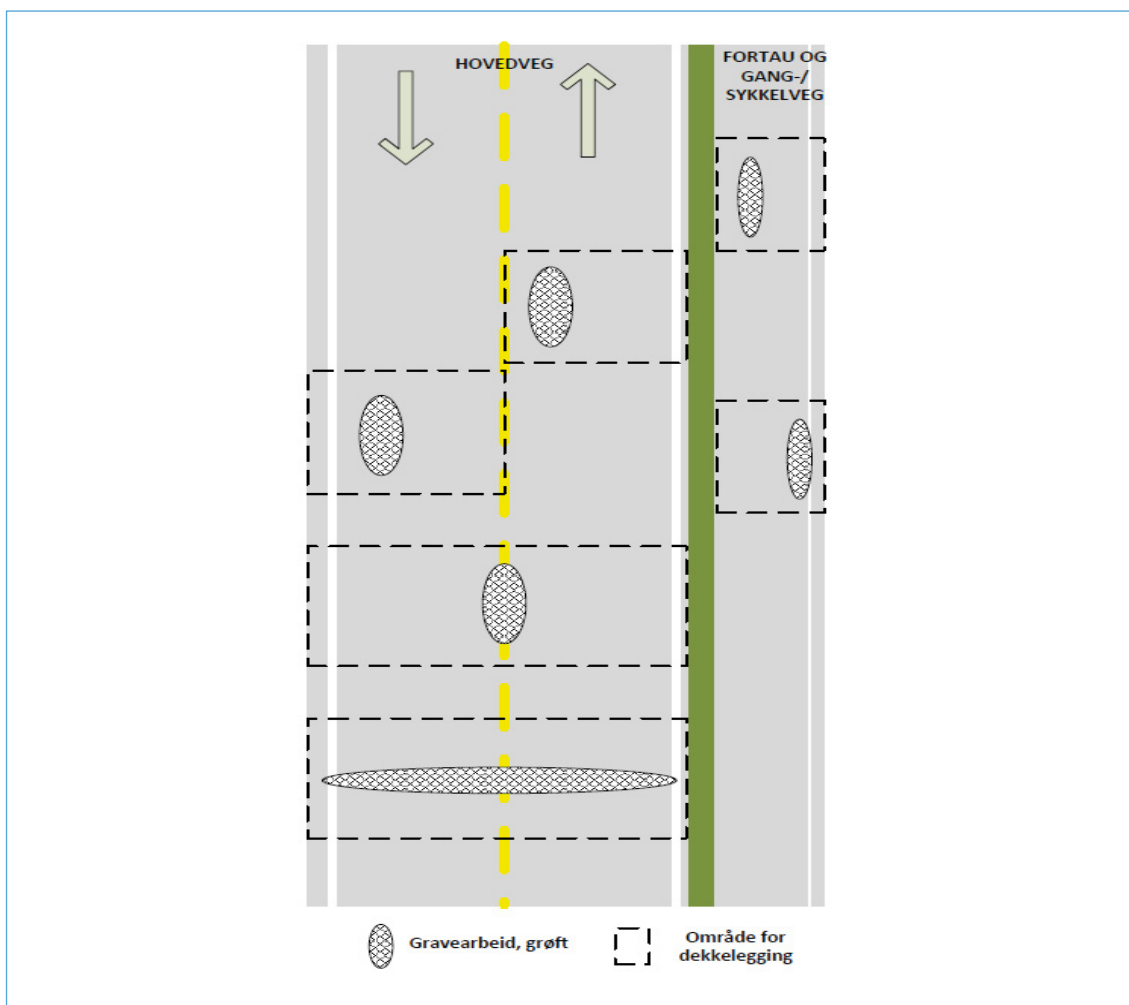 HOVEDVEG
FORTAU OG
GANG-/
SYKKELVEG
Gravearbeid, grøft
Område for
dekkelegging